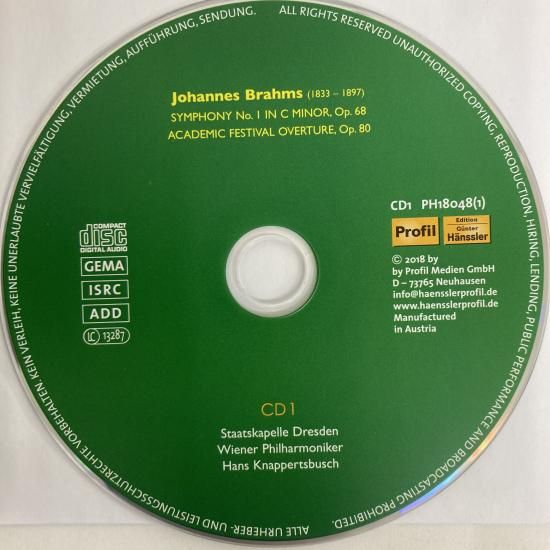 ALLE URHEBER- UND LEISTUNGSSCHUTZRECHTE VORBEHALTEN. KEIN VERLEIH, KEINE UNERLAUBTE VERVIELFÄLTIGUNG, VERMIETUNG, AUFFÜHRUNG, SENDUNG.
ALL RIGHTS RESERVED UNAUTHORIZED COPYING, REPRODUCTION, HIRING, LENDING, PUBLIC PERFORMANCE AND BROADCASTING PROHIBITED.
Johannes Brahms (1833 – 1897)
SYMPHONY No. 1 IN C MINOR, Op. 68
ACADEMIC FESTIVAL OVERTURE, Op. 80
COMPACT
disc
DIGITAL AUDIO
GEMA
ISRC
ADD
LC 13287
CD1 PH18048(1)
Profil
Edition
Günter
Hänssler
© 2018 by
by Profil Medien GmbH
D – 73765 Neuhausen
info@haensslerprofil.de
www.haenssler­profil.de
Manufactured
in Austria
CD 1
Staatskapelle Dresden
Wiener Philharmoniker
Hans Knappertsbusch